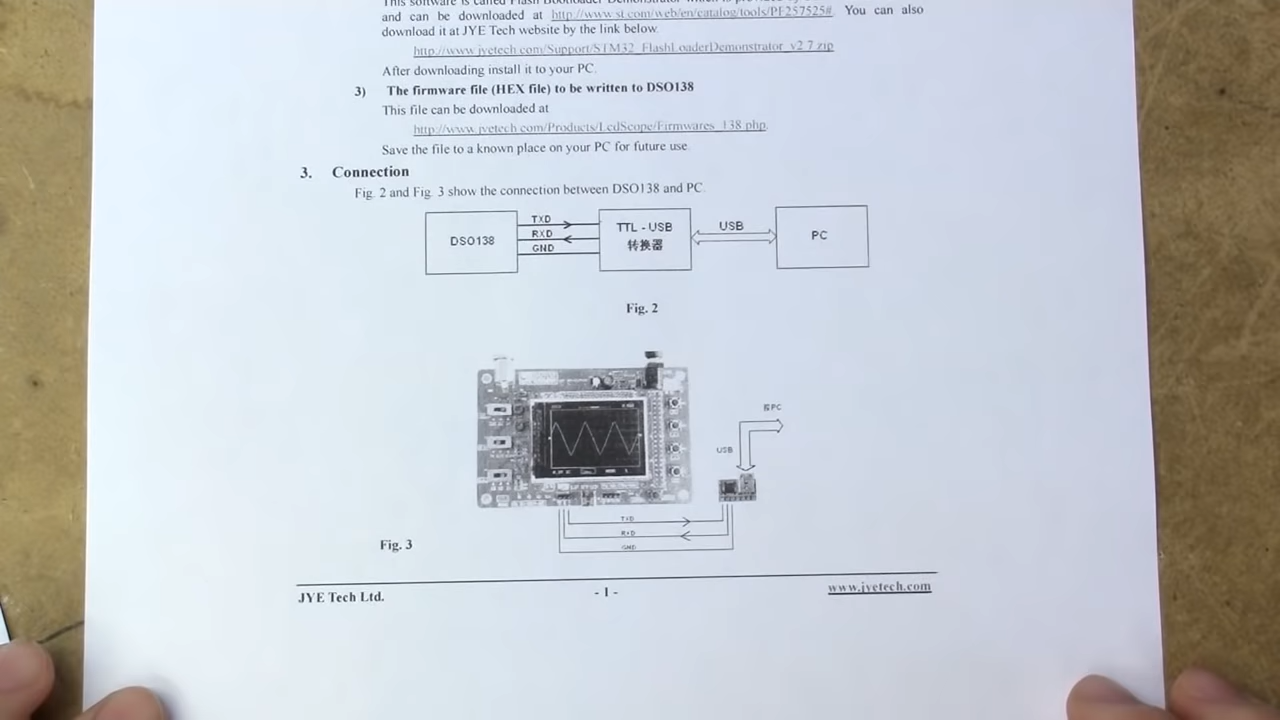 This software is called Flash
and can be downloaded at http://www.st.com/web/en/catalog/tools/PF257525#. You can also
download it at JYE Tech website by the link below.
http://www.jyetech.com/Support/STM32_FlashLoaderDemonstrator_v2.7.zip
After downloading install it to your PC.
3) The firmware file (HEX file) to be written to DSO138
This file can be downloaded at
http://www.jyetech.com/Products/LcdScope/Firmwares_138.php.
Save the file to a known place on your PC for future use.
3. Connection
Fig. 2 and Fig. 3 show the connection between DSO138 and PC.
DSO138
TXD
RXD
GND
TTL - USB
转换器
USB
PC
Fig. 2
PC
USB
TXD
RXD
GND
Fig. 3
JYE Tech Ltd.
- 1 -
www.jyetech.com